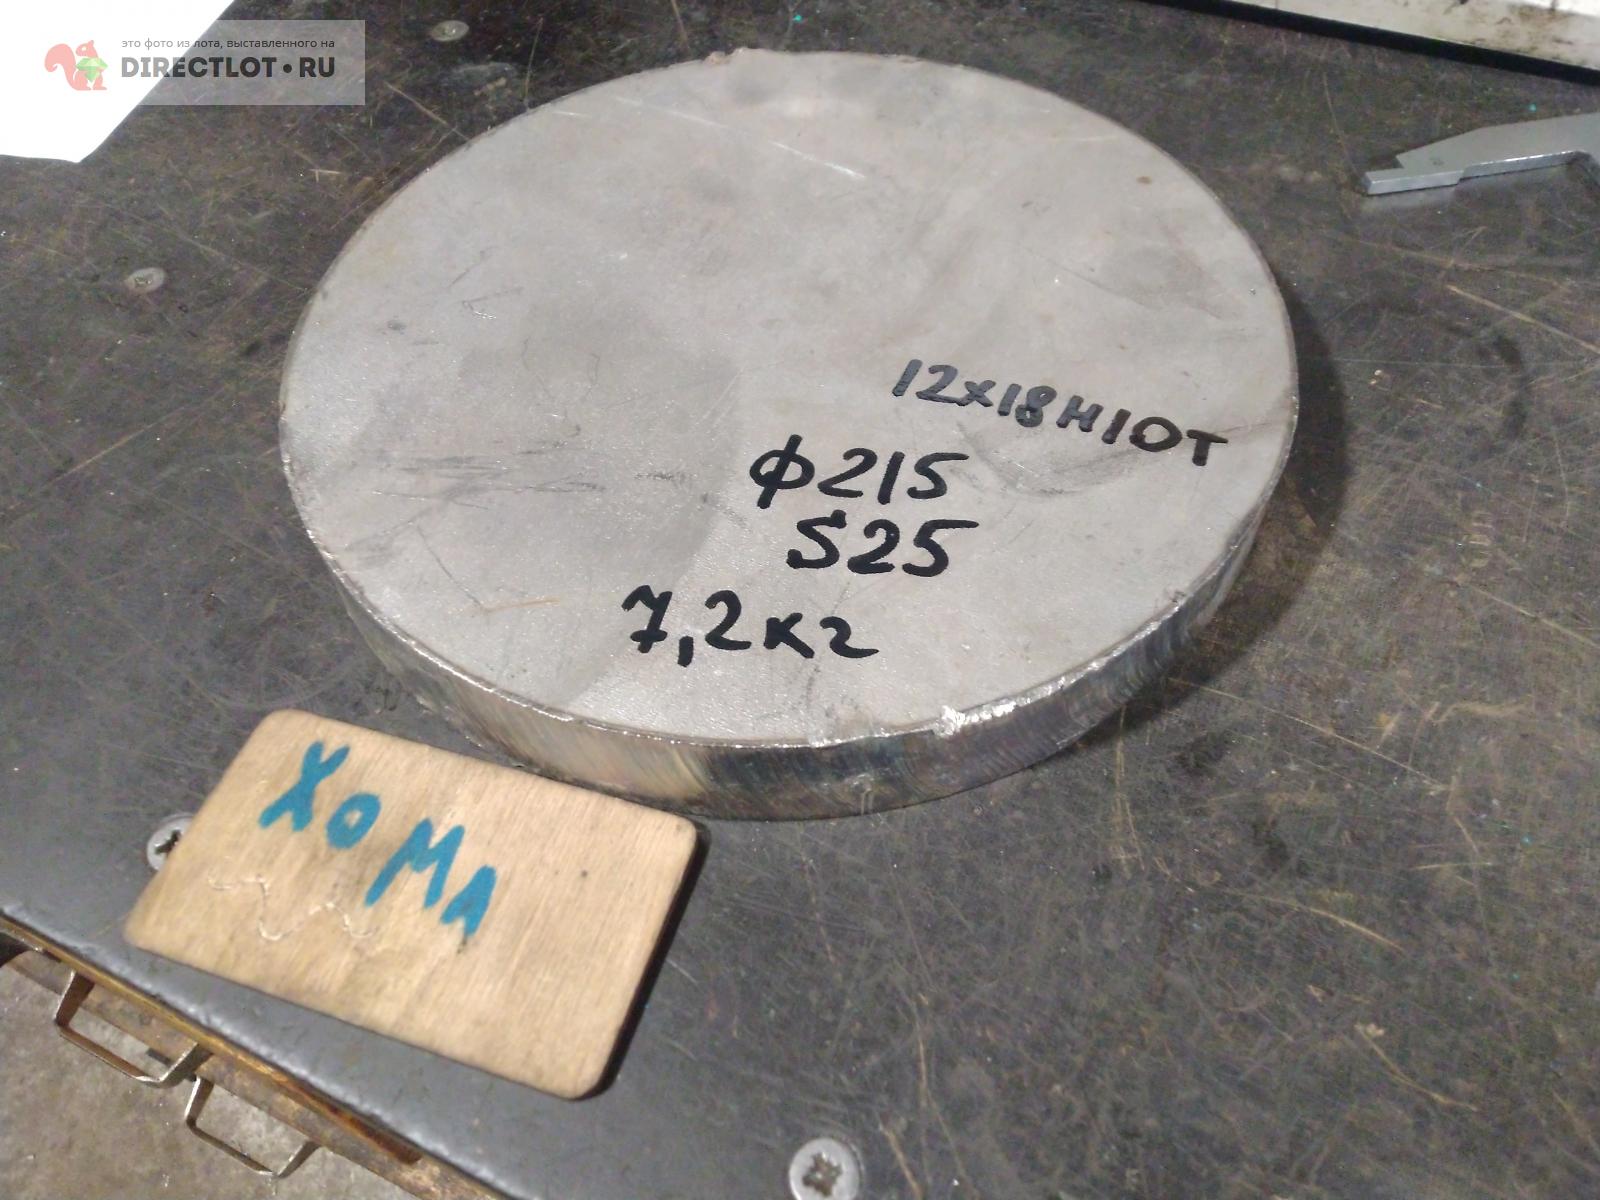 это фото из лота, выставленного на
DIRECTLOT•RU
12х18Н10Т
ф215
S25
7,2кг
ХОМА